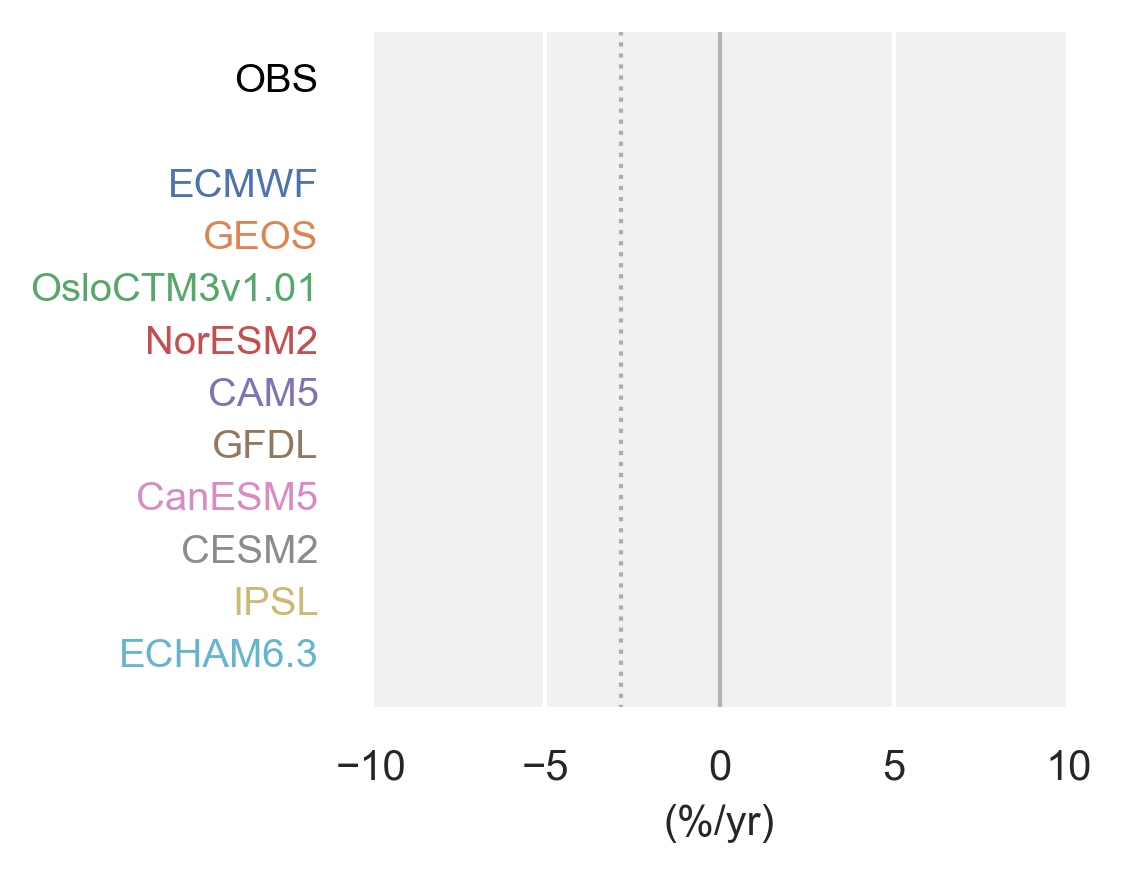 OBS
ECMWF
GEOS
OsloCTM3v1.01
NorESM2
CAM5
GFDL
CanESM5
CESM2
IPSL
ECHAM6.3
−10 −5 0 5 10
(%/yr)